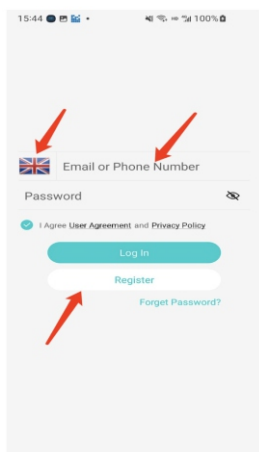 15:44 100%
Email or Phone Number
Password
I Agree User Agreement and Privacy Policy
Log In
Register
Forget Password?